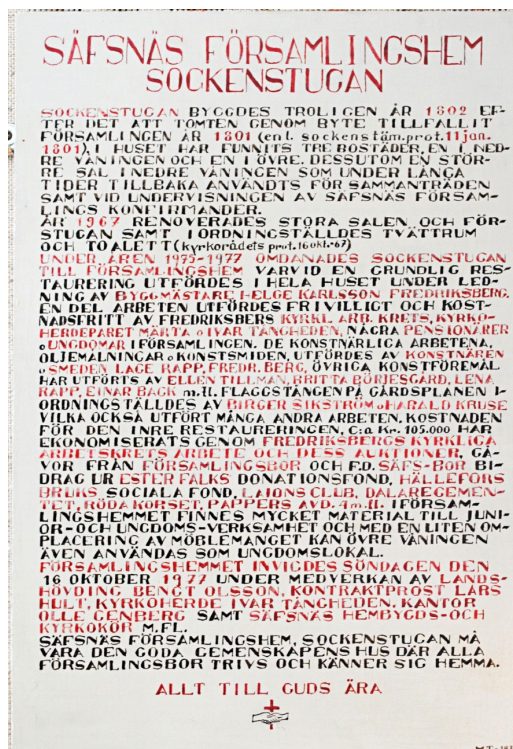 SÄFSNÄS FÖRSAMLINGSHEM
SOCKENSTUGAN
SOCKENSTUGAN BYGGDES TROLIGEN ÅR 1802 EF-
TER DET ATT TOMTEN GENOM BYTE TILLFALLIT
FÖRSAMLINGEN ÅR 1801 (enl. sockenstäm.prot. 11 jan.
1801), I HUSET HAR FUNNITS TRE BOSTÄDER, EN I NED-
RE VÅNINGEN OCH EN I ÖVRE. DESSUTOM EN STÖR-
RE SAL I NEDRE VÅNINGEN SOM UNDER LÅNGA
TIDER TILLBAKA ANVÄNDTS FÖR SAMMANTRÄDEN
SAMT VID UNDERVISNINGEN AV SÄFSNÄS FÖRSAM-
LINGS KONFIRMANDER.
ÅR 1967 RENOVERADES STORA SALEN OCH FÖR-
STUGAN SAMT IORDNINGSTÄLLDES TVÄTTRUM
OCH TOALETT (kyrkorådets prot. 16 okt. -67)
UNDER ÅREN 1975-1977 OMDANADES SOCKENSTUGAN
TILL FÖRSAMLINGSHEM VARVID EN GRUNDLIG RES-
TAURERING UTFÖRDES I HELA HUSET UNDER LED-
NING AV BYGGMÄSTARE, HELGE KARLSSON FREDRIKSBERG.
EN DEL ARBETEN UTFÖRDES FRIVILLIGT OCH KOST-
NADSFRITT AV FREDRIKSBERS KYRKL. ARB. KRETS, KYRKO-
HERDEPARET MÄRTA o IVAR TÅNGHEDEN, NÅGRA PENSIONÄRER
o UNGDOMAR I FÖRSAMLINGEN. DE KONSTNÄRLIGA ARBETENA,
OLJEMÅLNINGAR o KONSTSMIDEN, UTFÖRDES AV KONSTNÄREN
o SMEDEN LAGE RAPP, FREDR. BERG, ÖVRIGA KONSTFÖREMÅL
HAR UTFÖRTS AV ELLEN TILLMAN, BRITTA BÖRJESGÅRD, LENA
RAPP, EINAR BACK m.fl. FLAGGSTÅNGEN PÅ GÅRDSPLANEN I-
ORDNINGSTÄLLDES AV BIRGER SIKSTRÖM o HARALD KRUSE
VILKA OCKSÅ UTFÖRT MÅNGA ANDRA ARBETEN. KOSTNADEN
FÖR DEN INRE RESTAURERINGEN, C:a Kr. 105.000 HAR
EKONOMISERATS GENOM FREDRIKSBERGS KYRKLIGA
ARBETSKRETS ARBETE OCH DESS AUKTIONER, GÅ-
VOR FRÅN FÖRSAMLINGSBOR OCH F.D. SÄFS-BOR BI-
DRAG UR ESTER FALKS DONATIONSFOND, HÄLLEFORS
BRUKS SOCIALA FOND, LAIONS CLUB, DALAREGEMEN-
TET, RÖDA KORSET, PAPPERS AVD. 4 m.fl. I FÖRSAM-
LINGSHEMMET FINNES MYCKET MATERIAL TILL JUNI-
OR-OCH UNGDOMS-VERKSAMHET OCH MED EN LITEN OM-
PLACERING AV MÖBLEMANGET KAN ÖVRE VÅNINGEN
ÄVEN ANVÄNDAS SOM UNGDOMSLOKAL.
FÖRSAMLINGSHEMMET INVIGDES SÖNDAGEN DEN
16 OKTOBER 1977 UNDER MEDVERKAN AV LANDS-
HÖVDING BENGT OLSSON, KONTRAKTPROST LARS
HULT, KYRKOHERDE IVAR TÅNGHEDEN. KANTOR
OLLE GENBERG SAMT SÄFSNÄS HEMBYGDS-OCH
KYRKOKÖR M.FL.
SÄFSNÄS FÖRSAMLINGSHEM, SOCKENSTUGAN MÅ
VARA DEN GODA GEMENSKAPENS HUS DÄR ALLA
FÖRSAMLINGSBOR TRIVS OCH KÄNNER SIG HEMMA.
ALLT TILL GUDS ÄRA